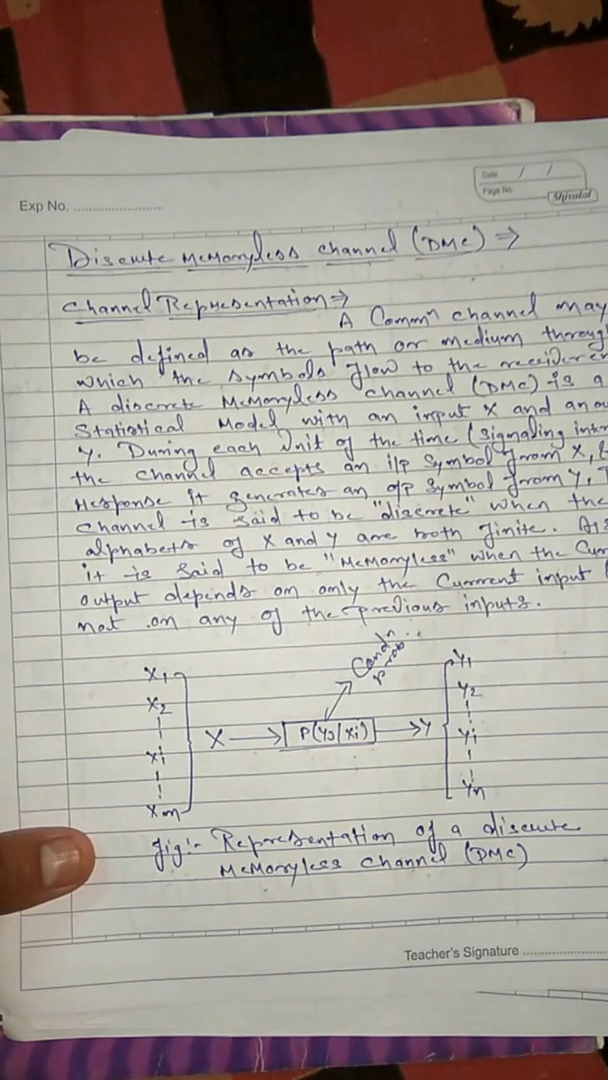 Date / /
Page No.
Shivalal
Exp No.
Discrete Memoryless channel (DMC) ⇒
Channel Representation ⇒
A Commn channel may
be defined as the path or medium through
which the symbols flow to the receiver
A discrete Memoryless channel (DMC) is a
Statistical Model with an input X and an ou
Y. During each Unit of the time (signaling inter
the channel accepts an i/p symbol from X, &
response it generates an o/p symbol from Y, T
channel is said to be "discrete" when the
alphabets of X and Y are both finite. Als
it is said to be "Memoryless" when the Curr
output depends on only the Current input
not on any of the previous inputs.
Condn prob...
X1
X2
Xi
Xm
X → P(Yj|Xi) → Y
Y1
Y2
Yi
Yn
fig:- Representation of a discrete
Memoryless channel (DMC)
Teacher's Signature